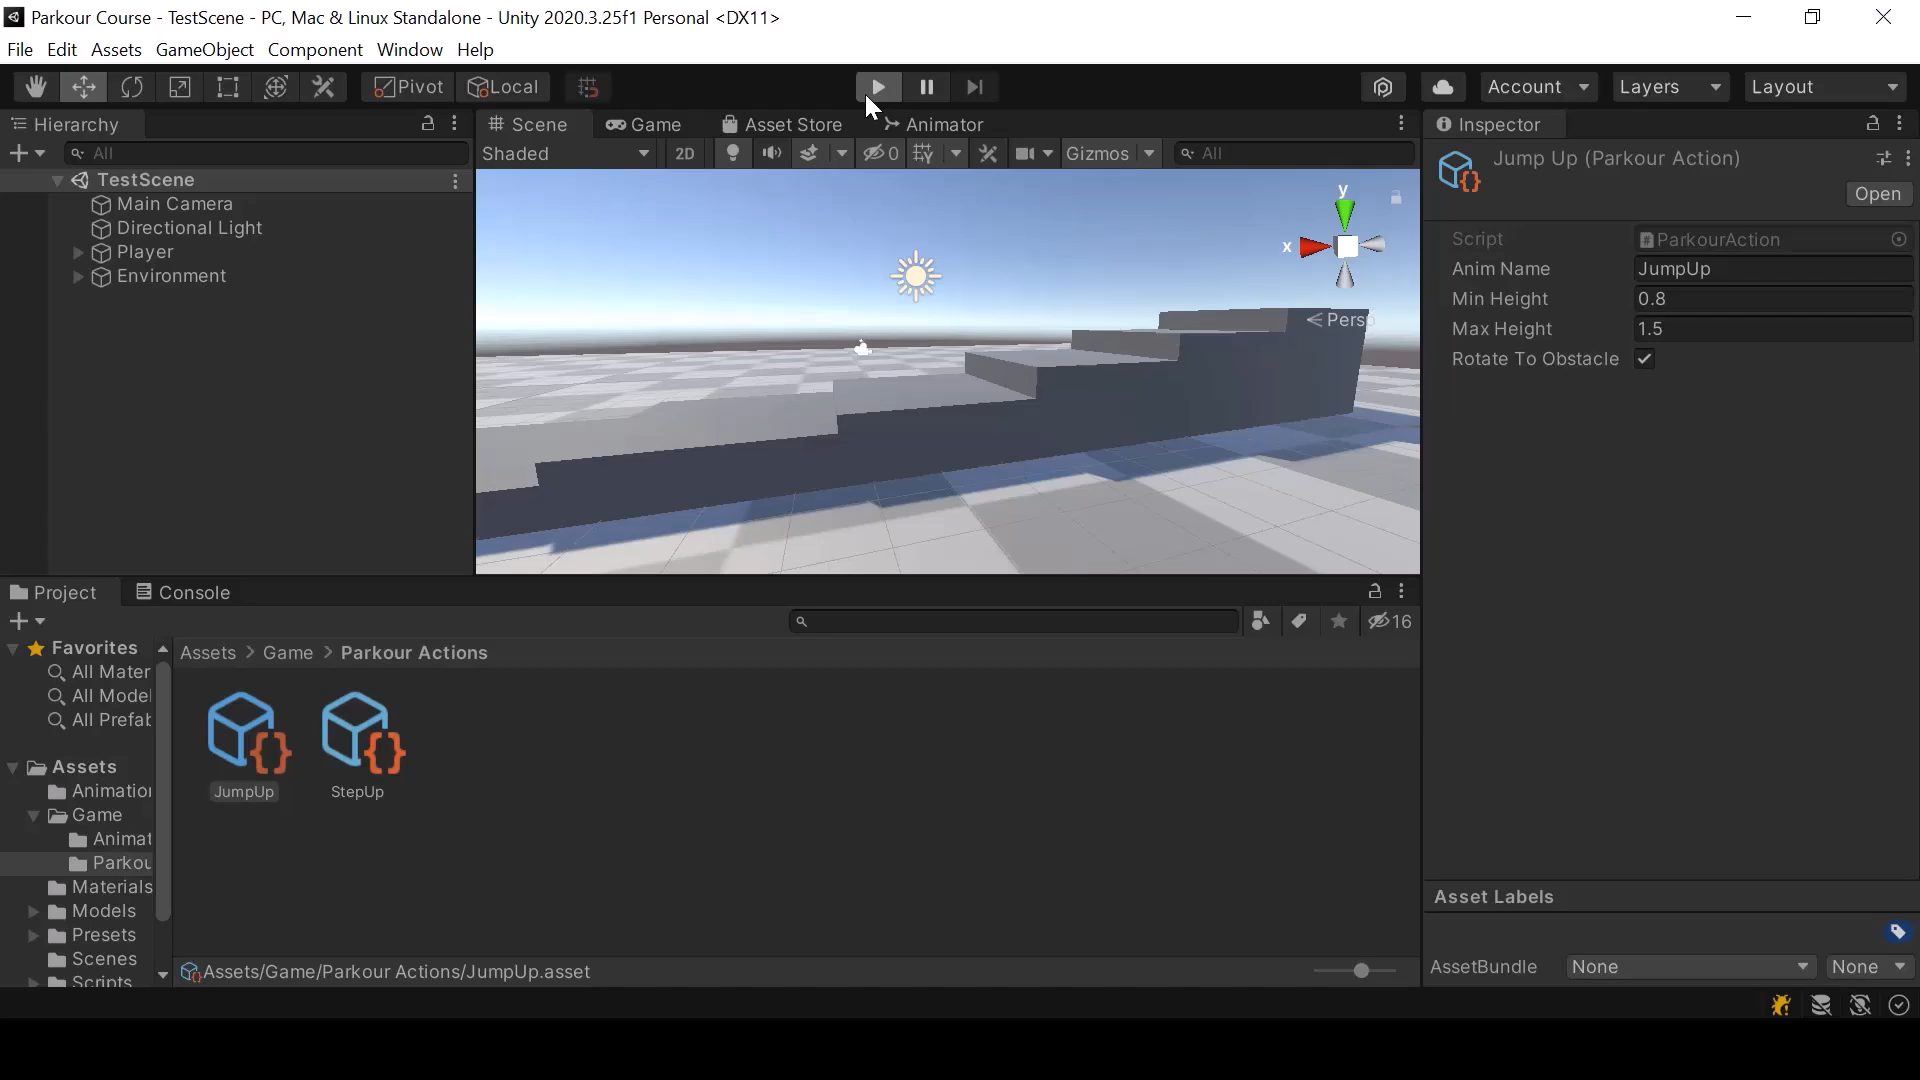 Parkour Course - TestScene - PC, Mac & Linux Standalone - Unity 2020.3.25f1 Personal <DX11>
File Edit Assets GameObject Component Window Help
Pivot Local Account Layers Layout
Hierarchy
All
TestScene
Main Camera
Directional Light
Player
Environment
Scene Game Asset Store Animator
Shaded 2D 0 Gizmos All
y
x
Persp
Inspector
Jump Up (Parkour Action)
Open
Script ParkourAction
Anim Name JumpUp
Min Height 0.8
Max Height 1.5
Rotate To Obstacle
Project Console
16
Favorites
All Mater
All Model
All Prefab
Assets
Animation
Game
Animat
Parkou
Materials
Models
Presets
Scenes
Scripts
Assets > Game > Parkour Actions
JumpUp StepUp
Assets/Game/Parkour Actions/JumpUp.asset
Asset Labels
AssetBundle None None